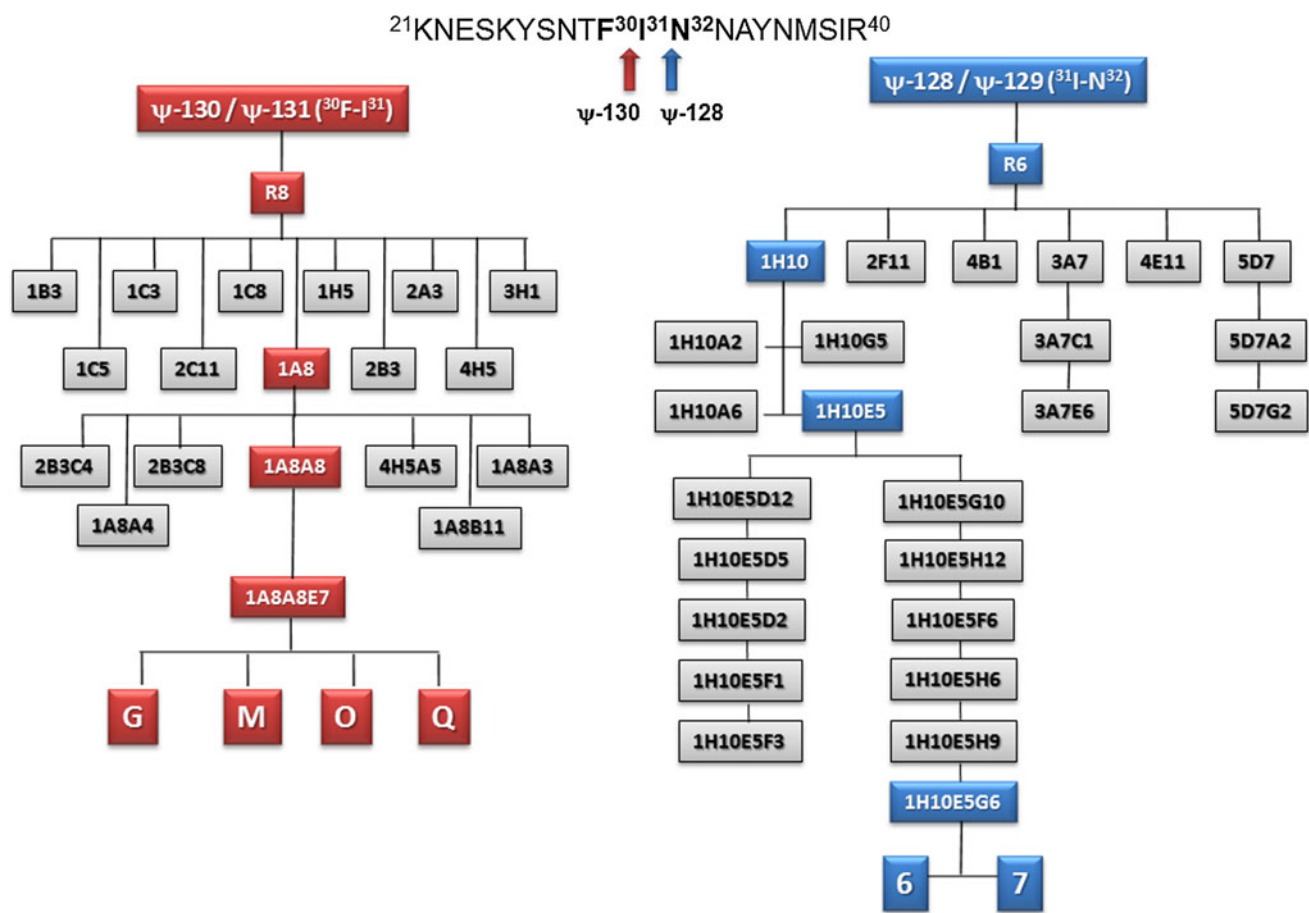 ²¹KNESKYSNTF³⁰I³¹N³²NAYNMSIR⁴⁰
ψ-130 ψ-128
ψ-130 / ψ-131 (³⁰F-I³¹)
R8
1B3 1C3 1C8 1H5 2A3 3H1
1C5 2C11 1A8 2B3 4H5
2B3C4 2B3C8 1A8A8 4H5A5 1A8A3
1A8A4 1A8B11
1A8A8E7
G M O Q
ψ-128 / ψ-129 (³¹I-N³²)
R6
1H10 2F11 4B1 3A7 4E11 5D7
1H10A2 1H10G5 3A7C1 5D7A2
1H10A6 1H10E5 3A7E6 5D7G2
1H10E5D12 1H10E5G10
1H10E5D5 1H10E5H12
1H10E5D2 1H10E5F6
1H10E5F1 1H10E5H6
1H10E5F3 1H10E5H9
1H10E5G6
6 7